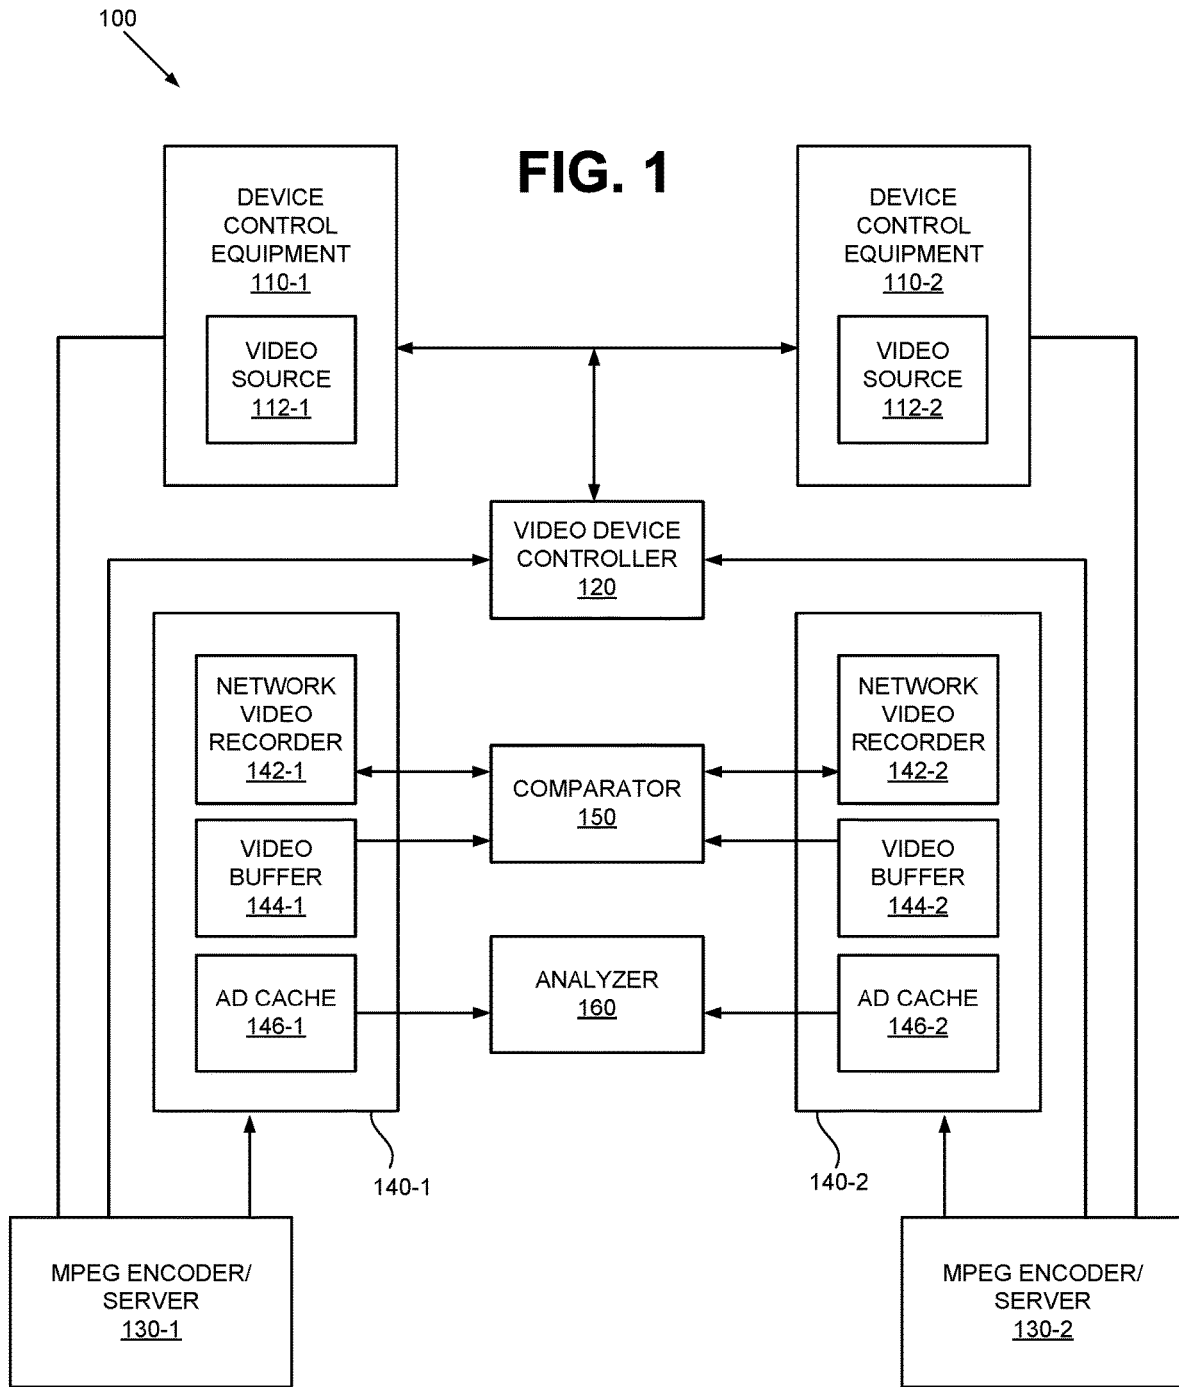 100
FIG. 1
DEVICE
CONTROL
EQUIPMENT
110-1
VIDEO
SOURCE
112-1
DEVICE
CONTROL
EQUIPMENT
110-2
VIDEO
SOURCE
112-2
VIDEO DEVICE
CONTROLLER
120
NETWORK
VIDEO
RECORDER
142-1
VIDEO
BUFFER
144-1
AD CACHE
146-1
COMPARATOR
150
ANALYZER
160
NETWORK
VIDEO
RECORDER
142-2
VIDEO
BUFFER
144-2
AD CACHE
146-2
140-1
140-2
MPEG ENCODER/
SERVER
130-1
MPEG ENCODER/
SERVER
130-2